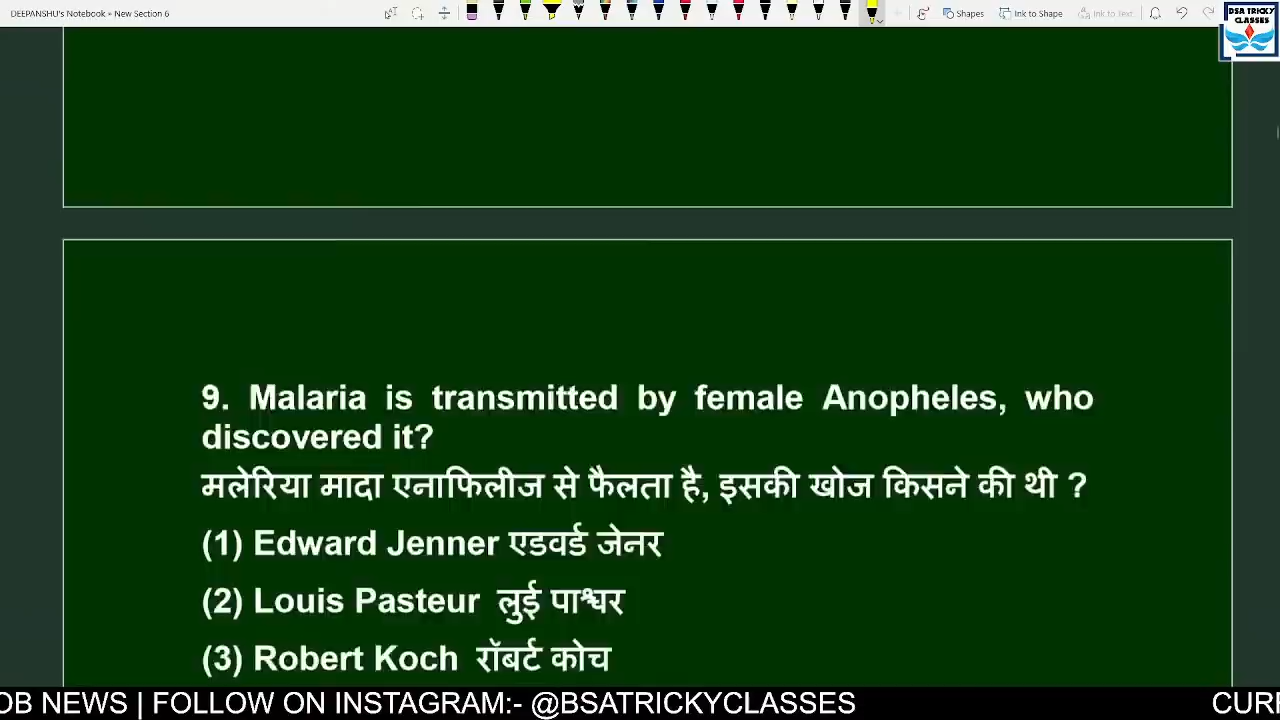 DEEPANSHU's Notebook » New Section 6
Shapes
Ink to Shape
Ink to Text
BSA TRICKY
CLASSES
9. Malaria is transmitted by female Anopheles, who
discovered it?
मलेरिया मादा एनाफिलीज से फैलता है, इसकी खोज किसने की थी ?
(1) Edward Jenner एडवर्ड जेनर
(2) Louis Pasteur लुई पाश्चर
(3) Robert Koch रॉबर्ट कोच
OB NEWS | FOLLOW ON INSTAGRAM:- @BSATRICKYCLASSES
CURR